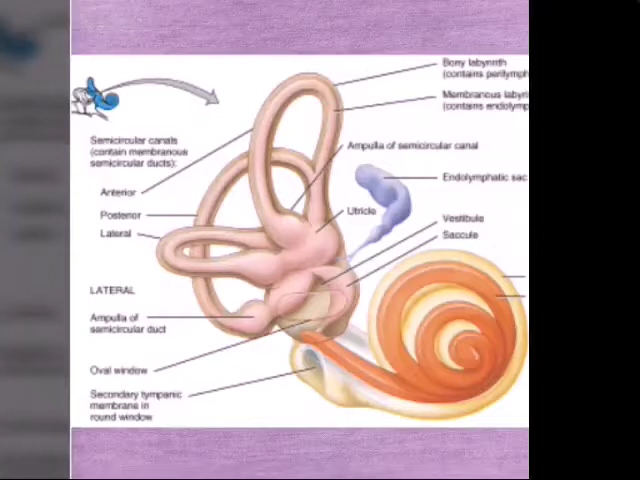 Bony labyrinth
(contains perilymph
Membranous labyri
(contains endolymp
Semicircular canals
(contain membranous
semicircular ducts):
Ampulla of semicircular canal
Anterior
Endolymphatic sac
Posterior
Utricle
Vestibule
Lateral
Saccule
LATERAL
Ampulla of
semicircular duct
Oval window
Secondary tympanic
membrane in
round window